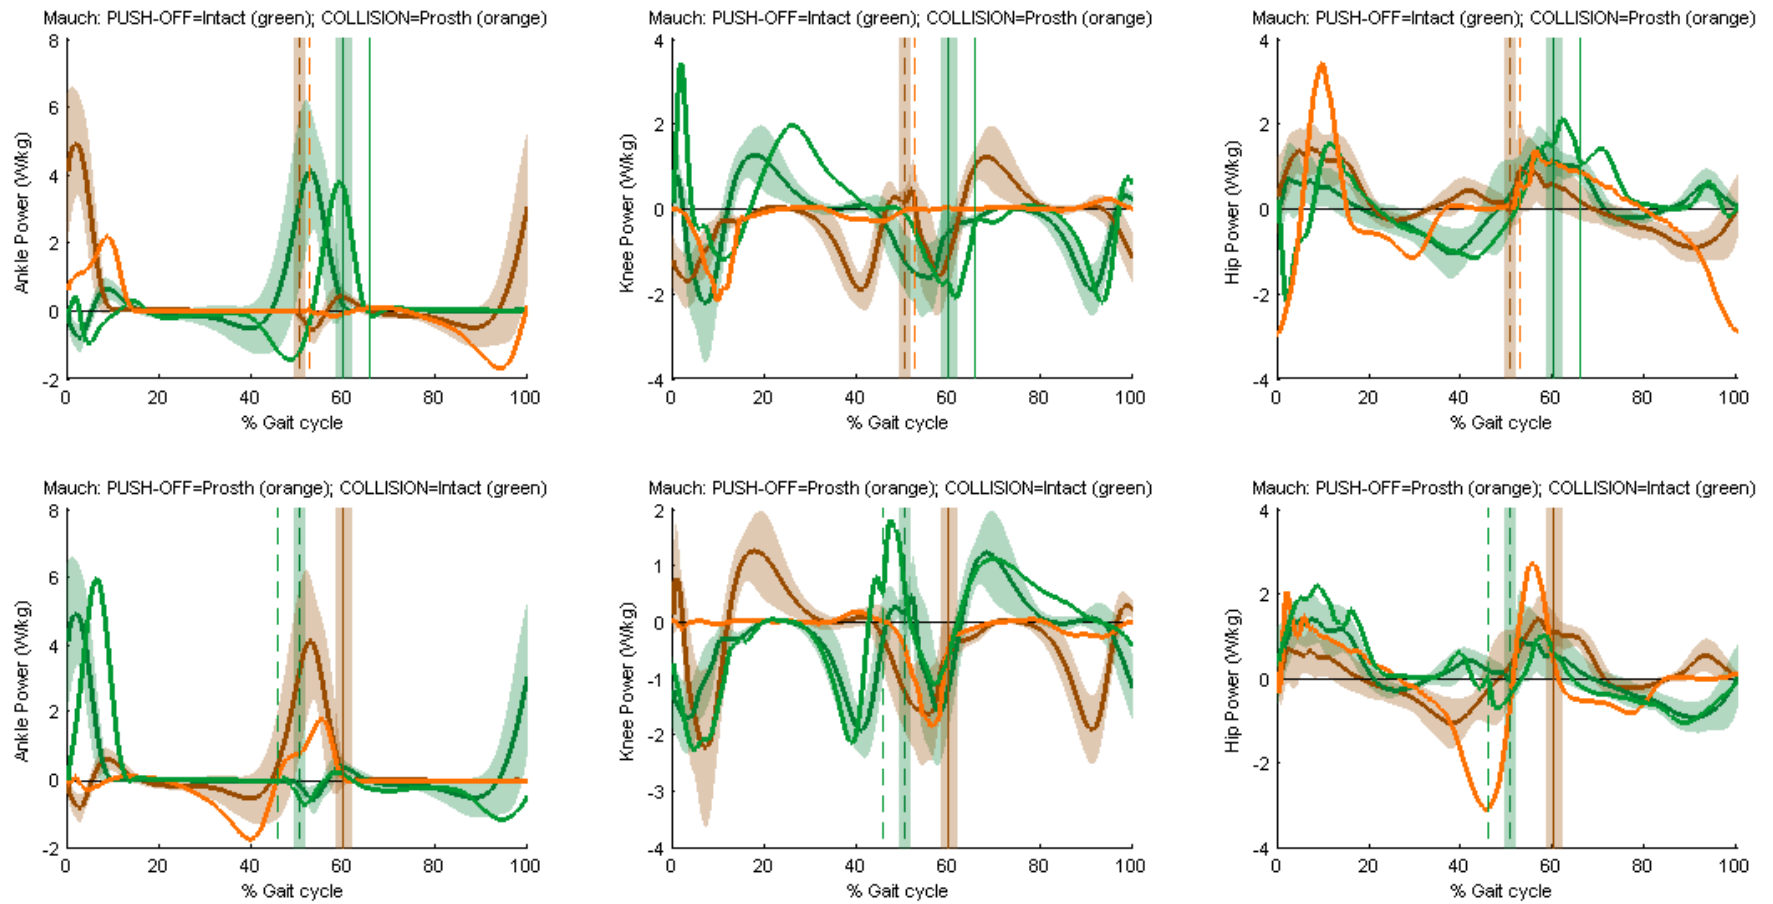 Mauch: PUSH-OFF=Intact (green); COLLISION=Prosth (orange)
8
6
4
2
0
-2
Ankle Power (W/kg)
0 20 40 60 80 100
% Gait cycle
Mauch: PUSH-OFF=Intact (green); COLLISION=Prosth (orange)
4
2
0
-2
-4
Knee Power (W/kg)
0 20 40 60 80 100
% Gait cycle
Mauch: PUSH-OFF=Intact (green); COLLISION=Prosth (orange)
4
2
0
-2
-4
Hip Power (W/kg)
0 20 40 60 80 100
% Gait cycle
Mauch: PUSH-OFF=Prosth (orange); COLLISION=Intact (green)
8
6
4
2
0
-2
Ankle Power (W/kg)
0 20 40 60 80 100
% Gait cycle
Mauch: PUSH-OFF=Prosth (orange); COLLISION=Intact (green)
2
1
0
-1
-2
-3
-4
Knee Power (W/kg)
0 20 40 60 80 100
% Gait cycle
Mauch: PUSH-OFF=Prosth (orange); COLLISION=Intact (green)
4
2
0
-2
-4
Hip Power (W/kg)
0 20 40 60 80 100
% Gait cycle